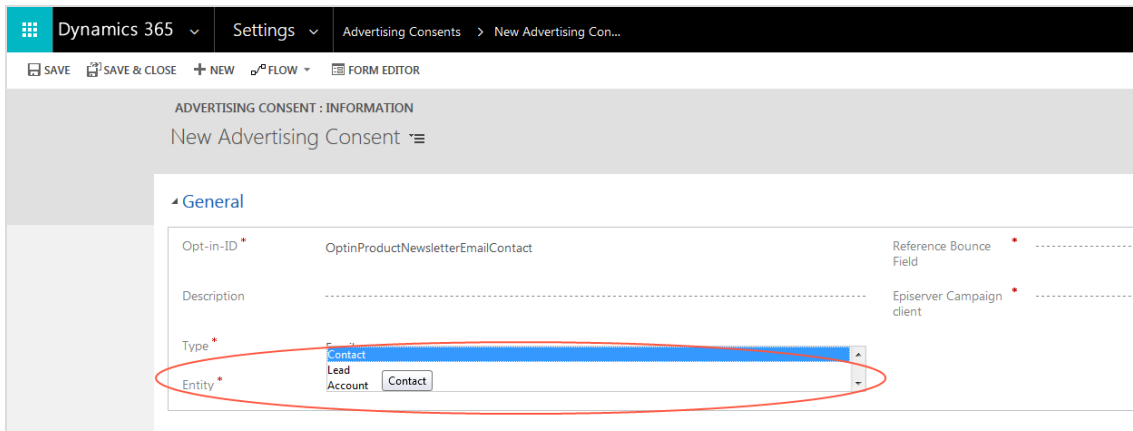 Dynamics 365 Settings Advertising Consents > New Advertising Con...
SAVE SAVE & CLOSE + NEW FLOW FORM EDITOR
ADVERTISING CONSENT : INFORMATION
New Advertising Consent
General
Opt-in-ID * OptinProductNewsletterEmailContact
Reference Bounce *
Field
Description
Episerver Campaign *
client
Type *
Contact
Lead
Entity * Account Contact